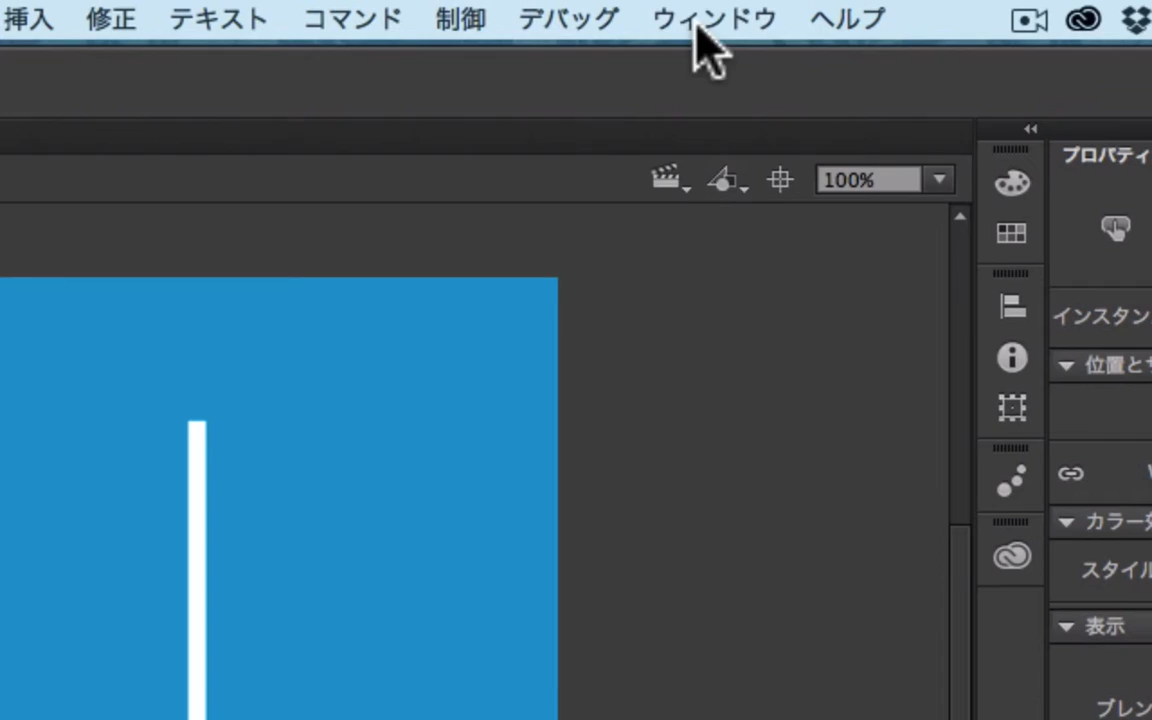 挿入 修正 テキスト コマンド 制御 デバッグ ウィンドウ ヘルプ
100%
プロパティ
インスタン
位置と
カラー
スタイル
表示
ブレン